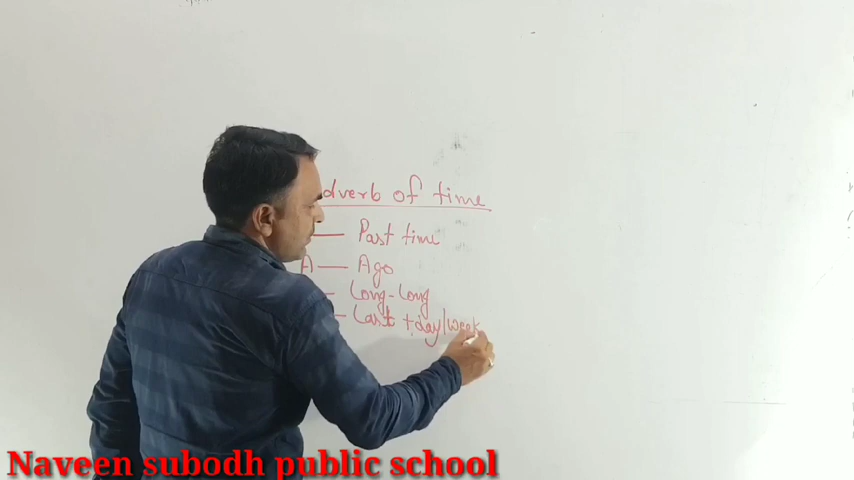 dverb of time
— Past time
A — Ago
- Long-Long
- Last + day/week
Naveen subodh public school